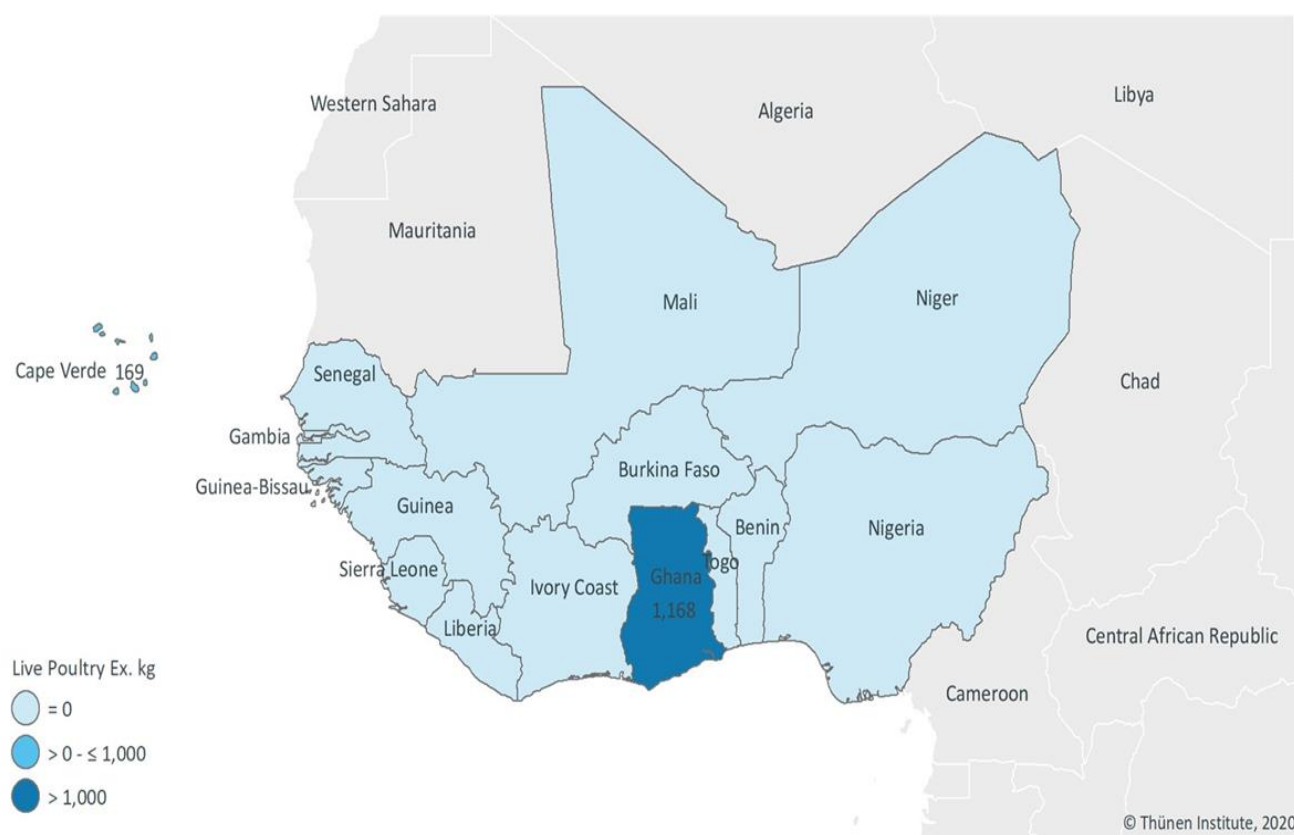 Western Sahara
Algeria
Libya
Mauritania
Mali
Niger
Cape Verde 169
Senegal
Chad
Gambia
Burkina Faso
Guinea-Bissau
Guinea
Benin
Nigeria
Sierra Leone
Togo
Ivory Coast
Ghana
1,168
Liberia
Central African Republic
Cameroon
Live Poultry Ex. kg
= 0
> 0 - ≤ 1,000
> 1,000
© Thünen Institute, 2020